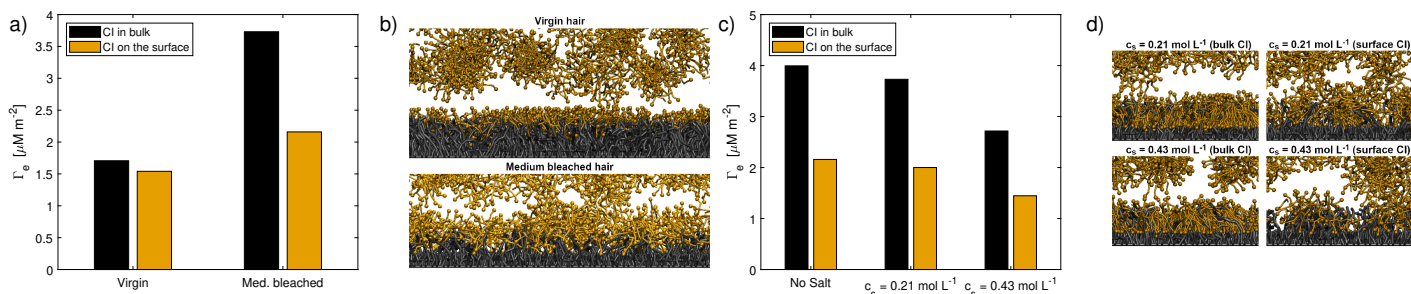 a)
4
3.5
3
2.5
2
1.5
1
0.5
0
Γe [μM m-2]
CI in bulk
CI on the surface
Virgin
Med. bleached
b)
Virgin hair
Medium bleached hair
c)
5
4
3
2
1
0
Γe [μM m-2]
CI in bulk
CI on the surface
No Salt
cs = 0.21 mol L-1
cs = 0.43 mol L-1
d)
cs = 0.21 mol L-1 (bulk CI)
cs = 0.21 mol L-1 (surface CI)
cs = 0.43 mol L-1 (bulk CI)
cs = 0.43 mol L-1 (surface CI)